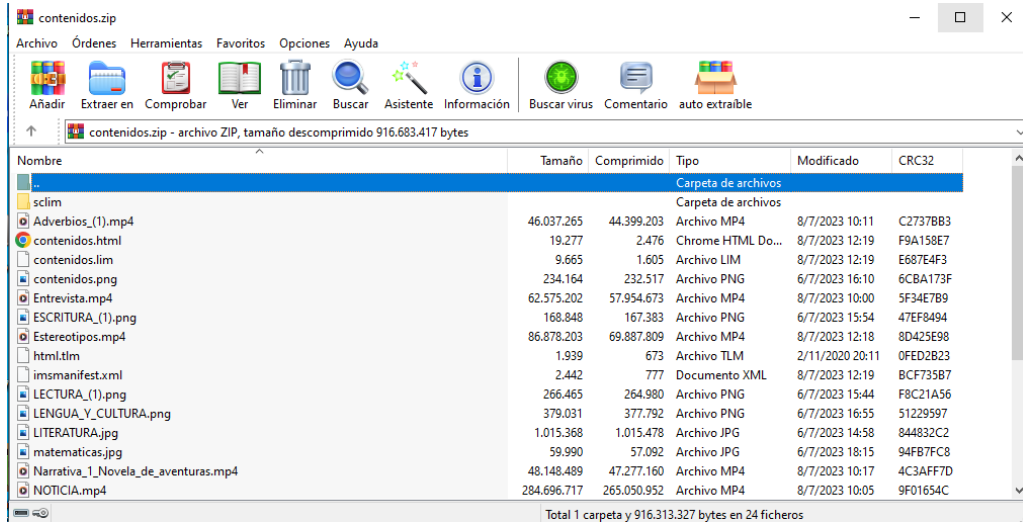 contenidos.zip
Archivo Órdenes Herramientas Favoritos Opciones Ayuda
Añadir Extraer en Comprobar Ver Eliminar Buscar Asistente Información Buscar virus Comentario auto extraíble
contenidos.zip - archivo ZIP, tamaño descomprimido 916.683.417 bytes
Nombre Tamaño Comprimido Tipo Modificado CRC32
.. Carpeta de archivos
sclim Carpeta de archivos
Adverbios_(1).mp4 46.037.265 44.399.203 Archivo MP4 8/7/2023 10:11 C2737BB3
contenidos.html 19.277 2.476 Chrome HTML Do... 8/7/2023 12:19 F9A158E7
contenidos.lim 9.665 1.605 Archivo LIM 8/7/2023 12:19 E687E4F3
contenidos.png 234.164 232.517 Archivo PNG 6/7/2023 16:10 6CBA173F
Entrevista.mp4 62.575.202 57.954.673 Archivo MP4 8/7/2023 10:00 5F34E7B9
ESCRITURA_(1).png 168.848 167.383 Archivo PNG 6/7/2023 15:54 47EF8494
Estereotipos.mp4 86.878.203 69.887.809 Archivo MP4 8/7/2023 12:18 8D425E98
html.tlm 1.939 673 Archivo TLM 2/11/2020 20:11 0FED2B23
imsmanifest.xml 2.442 777 Documento XML 8/7/2023 12:19 BCF735B7
LECTURA_(1).png 266.465 264.980 Archivo PNG 6/7/2023 15:44 F8C21A56
LENGUA_Y_CULTURA.png 379.031 377.792 Archivo PNG 6/7/2023 16:55 51229597
LITERATURA.jpg 1.015.368 1.015.478 Archivo JPG 6/7/2023 14:58 844832C2
matematicas.jpg 59.990 57.092 Archivo JPG 6/7/2023 18:15 94FB7FC8
Narrativa_1_Novela_de_aventuras.mp4 48.148.489 47.277.160 Archivo MP4 8/7/2023 10:17 4C3AFF7D
NOTICIA.mp4 284.696.717 265.050.952 Archivo MP4 8/7/2023 10:05 9F01654C
Total 1 carpeta y 916.313.327 bytes en 24 ficheros